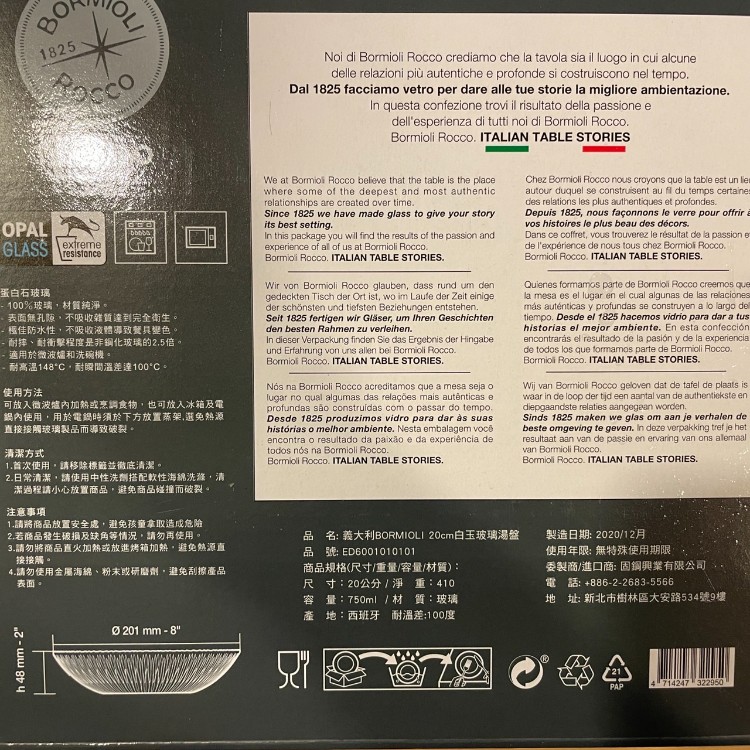 BORMIOLI
1825
ROCCO
Noi di Bormioli Rocco crediamo che la tavola sia il luogo in cui alcune
delle relazioni più autentiche e profonde si costruiscono nel tempo.
Dal 1825 facciamo vetro per dare alle tue storie la migliore ambientazione.
In questa confezione trovi il risultato della passione e
dell'esperienza di tutti noi di Bormioli Rocco.
Bormioli Rocco. ITALIAN TABLE STORIES
We at Bormioli Rocco believe that the table is the place
where some of the deepest and most authentic
relationships are created over time.
Since 1825 we have made glass to give your story
its best setting.
In this package you will find the results of the passion and
experience of all of us at Bormioli Rocco.
Bormioli Rocco. ITALIAN TABLE STORIES.
Wir von Bormioli Rocco glauben, dass rund um den
gedeckten Tisch der Ort ist, wo im Laufe der Zeit einige
der schönsten und tiefsten Beziehungen entstehen.
Seit 1825 fertigen wir Gläser, um Ihren Geschichten
den besten Rahmen zu verleihen.
In dieser Verpackung finden Sie das Ergebnis der Hingabe
und Erfahrung von uns allen bei Bormioli Rocco.
Bormioli Rocco. ITALIAN TABLE STORIES.
Nós na Bormioli Rocco acreditamos que a mesa seja o
lugar no qual algumas das relações mais autênticas e
profundas são construídas com o passar do tempo.
Desde 1825 produzimos vidro para dar às suas
histórias o melhor ambiente. Nesta embalagem você
encontra o resultado da paixão e da experiência de
todos nós na Bormioli Rocco.
Bormioli Rocco. ITALIAN TABLE STORIES.
Chez Bormioli Rocco nous croyons que la table est un lieu
autour duquel se construisent au fil du temps certaines
des relations les plus authentiques et profondes.
Depuis 1825, nous façonnons le verre pour offrir à
vos histoires le plus beau des décors.
Dans ce coffret, vous trouverez le résultat de la passion et
de l'expérience de nous tous chez Bormioli Rocco.
Bormioli Rocco. ITALIAN TABLE STORIES.
Quienes formamos parte de Bormioli Rocco creemos que
la mesa es el lugar en el cual algunas de las relaciones
más auténticas y profundas se construyen a lo largo del
tiempo. Desde el 1825 hacemos vidrio para dar a tus
historias el mejor ambiente. En esta confección
encontrarás el resultado de la pasión y de la experiencia
de todos los que formamos parte de Bormioli Rocco.
Bormioli Rocco. ITALIAN TABLE STORIES.
Wij van Bormioli Rocco geloven dat de tafel de plaats is
waar in de loop der tijd een aantal van de authentiekste en
diepgaandste relaties aangegaan worden.
Sinds 1825 maken we glas om aan je verhalen de
beste omgeving te geven. In deze verpakking tref je het
resultaat aan van de passie en ervaring van ons allemaal
van Bormioli Rocco.
Bormioli Rocco. ITALIAN TABLE STORIES.
OPAL
GLASS
extreme
resistance
蛋白石玻璃
- 100%玻璃，材質純淨。
- 表面無孔隙，不吸收雜質達到完全衛生。
- 極佳防水性，不吸收液體導致餐具變色。
- 耐摔、耐衝擊程度是非鋼化玻璃的2.5倍。
- 適用於微波爐和洗碗機。
- 耐高溫148°C，耐瞬間溫差達100°C。
使用方法
可放入微波爐內加熱或烹調食物，也可放入冰箱及電
鍋內使用，用於電鍋時須於下方放置蒸架,避免熱源
直接接觸玻璃製品而導致破裂。
清潔方式
1.首次使用，請移除標籤並徹底清潔。
2.日常清潔，請使用中性洗劑搭配軟性海綿洗滌，清
潔過程請小心放置商品，避免商品碰撞而破裂。
注意事項
1.請將商品放置安全處，避免孩童拿取造成危險
2.若商品發生破損及缺角等情況，請勿再使用。
3.請勿將商品直火加熱或放進烤箱加熱，避免熱源直
接接觸。
4.請勿使用金屬海綿、粉末或研磨劑，避免刮擦產品
表面。
品 名: 義大利BORMIOLI 20cm白玉玻璃湯盤
品 號: ED6001010101
商品規格(尺寸/重量/容量/材質):
尺 寸: 20公分 / 淨 重: 410
容 量: 750ml / 材 質: 玻璃
產 地: 西班牙 耐溫差:100度
製造日期: 2020/12月
使用年限: 無特殊使用期限
委製商/進口商: 固鋼興業有限公司
電 話: +886-2-2683-5566
地 址: 新北市樹林區大安路534號9樓
Ø 201 mm - 8"
h 48 mm - 2"
®
21
PAP
4 714247 322950